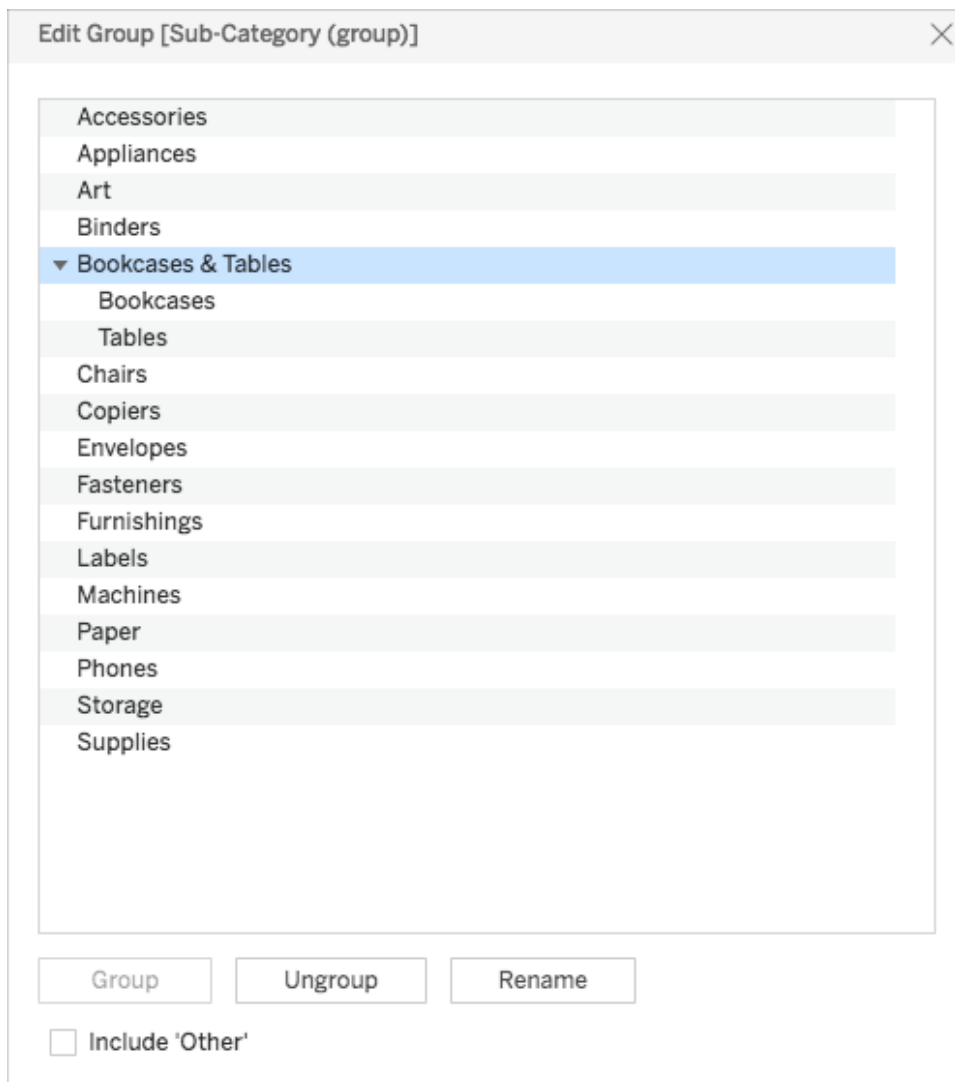 Edit Group [Sub-Category (group)]
Accessories
Appliances
Art
Binders
Bookcases & Tables
Bookcases
Tables
Chairs
Copiers
Envelopes
Fasteners
Furnishings
Labels
Machines
Paper
Phones
Storage
Supplies
Group Ungroup Rename
Include 'Other'